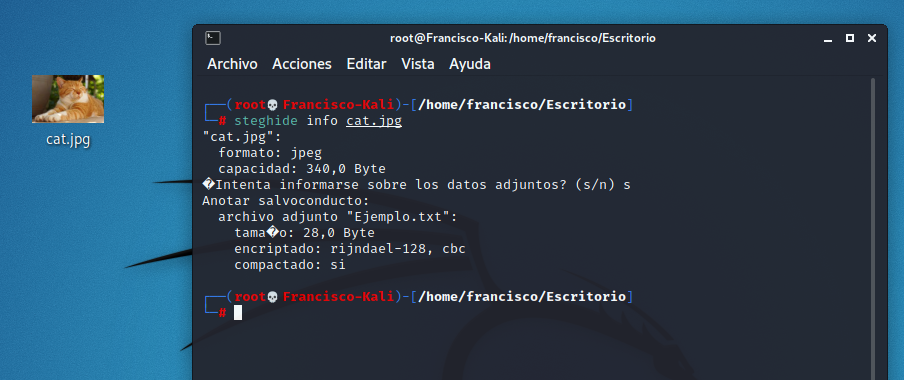 root@Francisco-Kali:/home/francisco/Escritorio
Archivo Acciones Editar Vista Ayuda
cat.jpg
┌──(root💀Francisco-Kali)-[/home/francisco/Escritorio]
└─# steghide info cat.jpg
"cat.jpg":
  formato: jpeg
  capacidad: 340,0 Byte
�Intenta informarse sobre los datos adjuntos? (s/n) s
Anotar salvoconducto:
  archivo adjunto "Ejemplo.txt":
    tama�o: 28,0 Byte
    encriptado: rijndael-128, cbc
    compactado: si
┌──(root💀Francisco-Kali)-[/home/francisco/Escritorio]
└─#